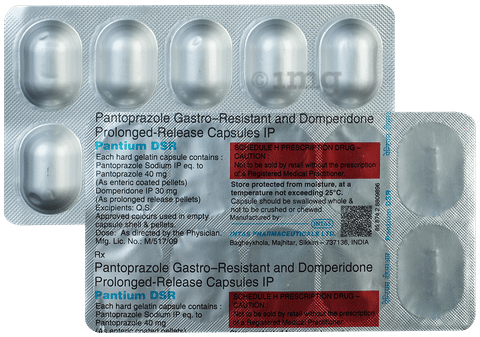 1mg
Pantoprazole Gastro-Resistant and Domperidone
Prolonged-Release Capsules IP
Pantium DSR
Each hard gelatin capsule contains :
Pantoprazole Sodium IP eq. to
Pantoprazole 40 mg
(As enteric coated pellets)
Domperidone IP 30 mg
(As prolonged release pellets)
Excipients: Q.S.
Approved colours used in empty
capsule shell & pellets.
Dose: As directed by the Physician.
Mfg. Lic. No.: M/517/09
SCHEDULE H PRESCRIPTION DRUG –
CAUTION :
Not to be sold by retail without the prescription
of a Registered Medical Practitioner.
Store protected from moisture, at a
temperature not exceeding 25°C.
Capsule should be swallowed whole &
not to be crushed or chewed.
Manufactured by
INTAS
INTAS PHARMACEUTICALS LTD.
Bagheykhola, Majhitar, Sikkim – 737136, INDIA
Rx
Pantoprazole Gastro-Resistant and Domperidone
Prolonged-Release Capsules IP
Pantium DSR
Each hard gelatin capsule contains :
Pantoprazole Sodium IP eq. to
Pantoprazole 40 mg
(As enteric coated pellets)
SCHEDULE H PRESCRIPTION DRUG –
CAUTION :
Not to be sold by retail without the prescription
of a Registered Medical Practitioner.